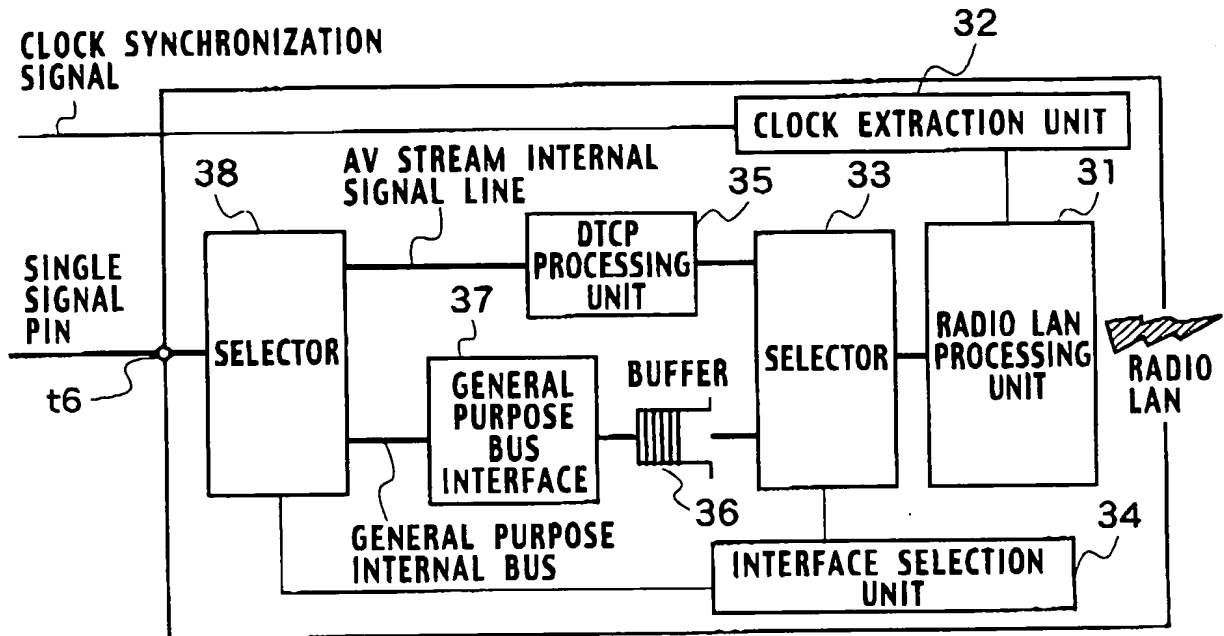 32
CLOCK SYNCHRONIZATION
SIGNAL
CLOCK EXTRACTION UNIT
AV STREAM INTERNAL
SIGNAL LINE
38
35
33
31
DTCP
PROCESSING
UNIT
SINGLE
SIGNAL
PIN
37
SELECTOR
SELECTOR
RADIO LAN
PROCESSING
UNIT
t6
GENERAL
PURPOSE
BUS
INTERFACE
BUFFER
RADIO
LAN
36
GENERAL PURPOSE
INTERNAL BUS
34
INTERFACE SELECTION
UNIT